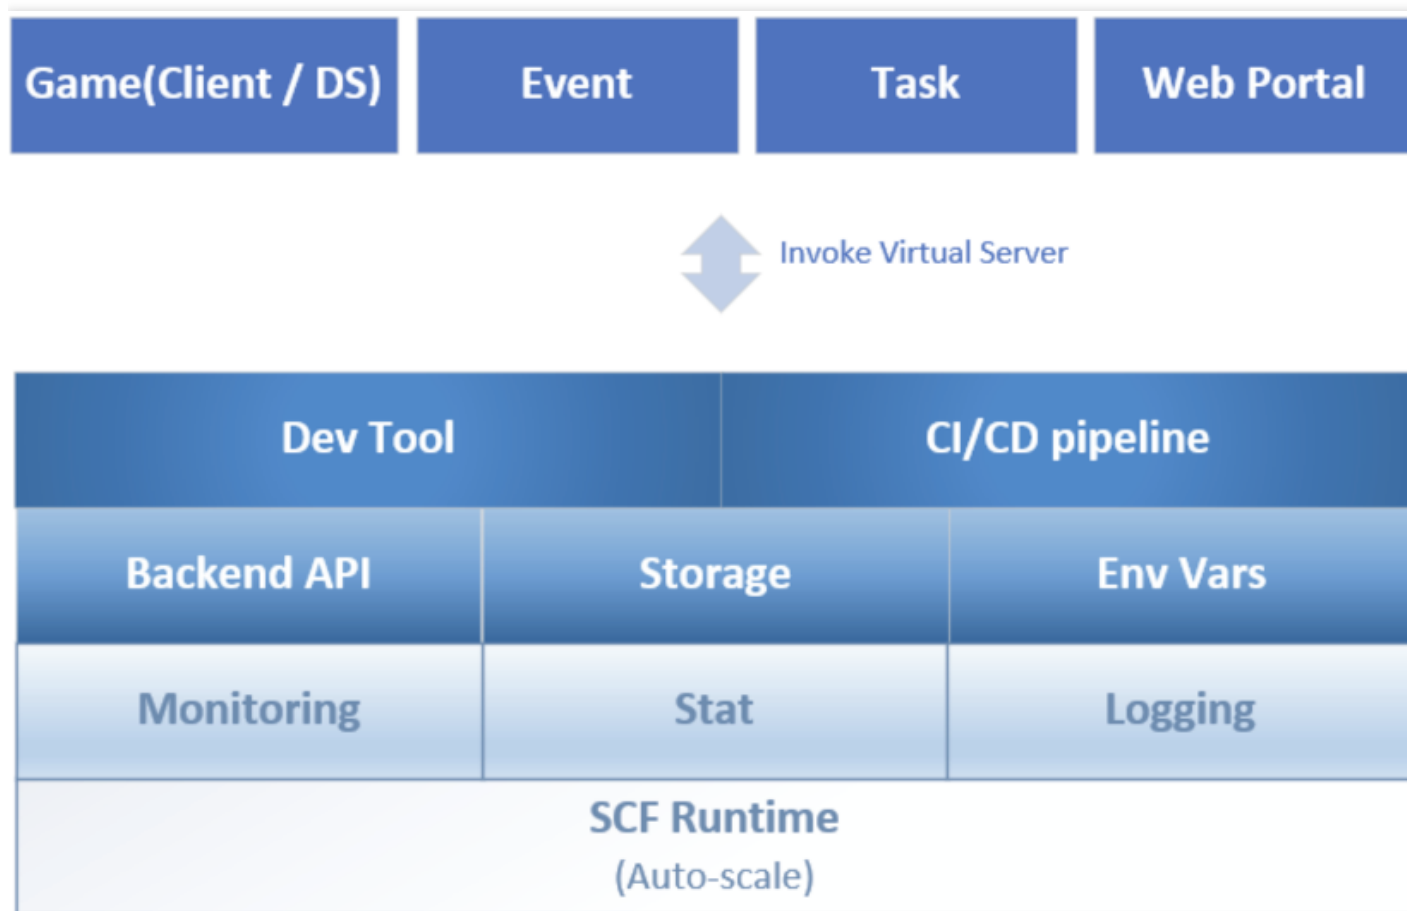 Game(Client / DS)
Event
Task
Web Portal
Invoke Virtual Server
Dev Tool
CI/CD pipeline
Backend API
Storage
Env Vars
Monitoring
Stat
Logging
SCF Runtime
(Auto-scale)